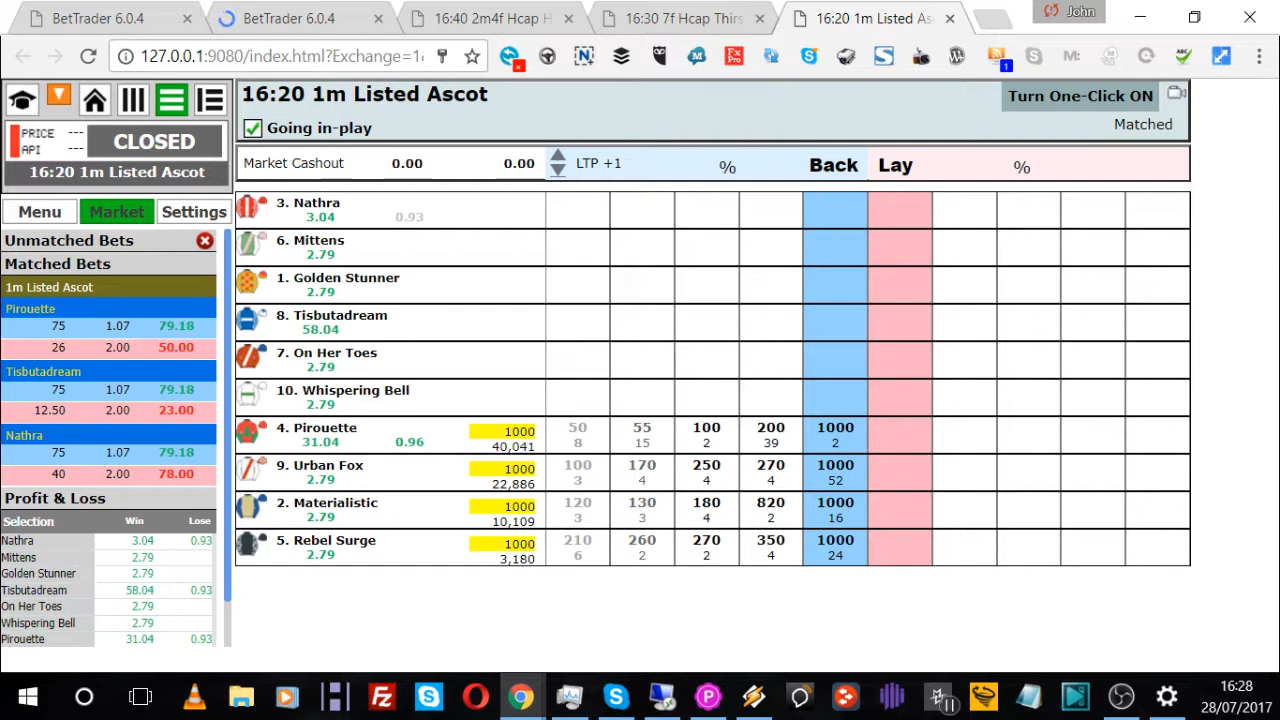 BetTrader 6.0.4
BetTrader 6.0.4
16:40 2m4f Hcap H
16:30 7f Hcap Thirs
16:20 1m Listed As
John
127.0.0.1:9080/index.html?Exchange=1
16:20 1m Listed Ascot
Turn One-Click ON
Going in-play
Matched
PRICE ---
API ---
CLOSED
16:20 1m Listed Ascot
Market Cashout 0.00 0.00 LTP +1 % Back Lay %
Menu Market Settings
Unmatched Bets
Matched Bets
1m Listed Ascot
Pirouette
75 1.07 79.18
26 2.00 50.00
Tisbutadream
75 1.07 79.18
12.50 2.00 23.00
Nathra
75 1.07 79.18
40 2.00 78.00
Profit & Loss
Selection Win Lose
Nathra 3.04 0.93
Mittens 2.79
Golden Stunner 2.79
Tisbutadream 58.04 0.93
On Her Toes 2.79
Whispering Bell 2.79
Pirouette 31.04 0.93
3. Nathra
3.04 0.93
6. Mittens
2.79
1. Golden Stunner
2.79
8. Tisbutadream
58.04
7. On Her Toes
2.79
10. Whispering Bell
2.79
4. Pirouette 1000 50 55 100 200 1000
31.04 0.96 40,041 8 15 2 39 2
9. Urban Fox 1000 100 170 250 270 1000
2.79 22,886 3 4 4 4 52
2. Materialistic 1000 120 130 180 820 1000
2.79 10,109 3 3 4 2 16
5. Rebel Surge 1000 210 260 270 350 1000
2.79 3,180 6 2 2 4 24
16:28
28/07/2017